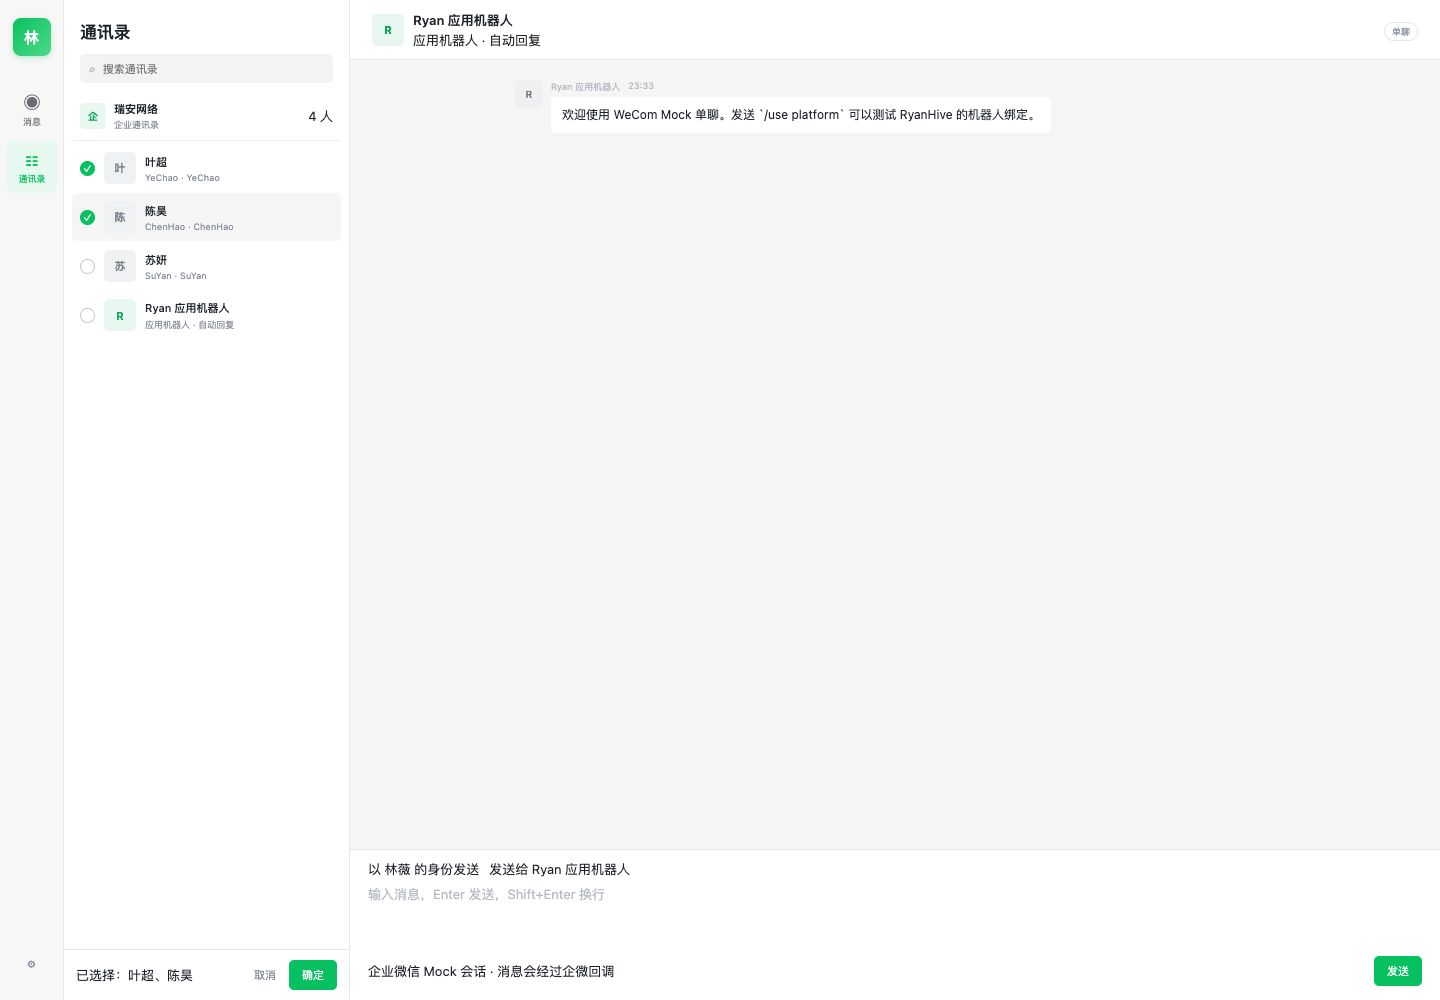 林
消息
通讯录
通讯录
搜索通讯录
企
瑞安网络
企业通讯录
4 人
叶
叶超
YeChao · YeChao
陈
陈昊
ChenHao · ChenHao
苏
苏妍
SuYan · SuYan
R
Ryan 应用机器人
应用机器人 · 自动回复
已选择：叶超、陈昊
取消
确定
R
Ryan 应用机器人
应用机器人 · 自动回复
单聊
R
Ryan 应用机器人 23:33
欢迎使用 WeCom Mock 单聊。发送 `/use platform` 可以测试 RyanHive 的机器人绑定。
以 林薇 的身份发送 发送给 Ryan 应用机器人
输入消息，Enter 发送，Shift+Enter 换行
企业微信 Mock 会话 · 消息会经过企微回调
发送